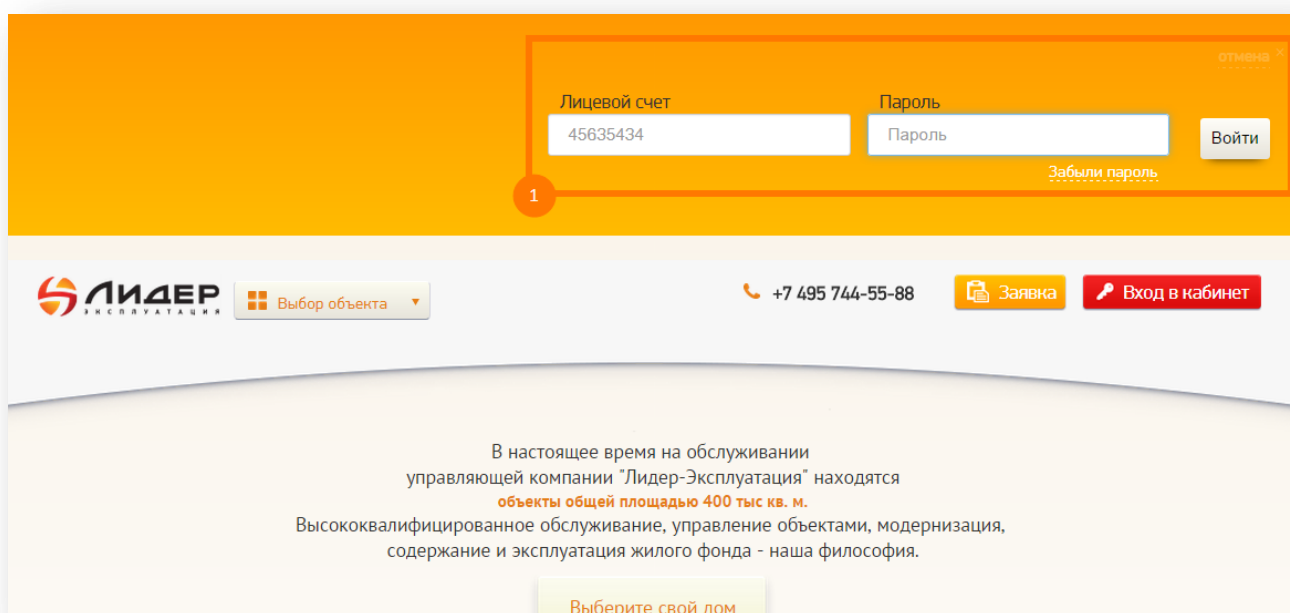 отмена ×
Лицевой счет Пароль
45635434 Пароль Войти
Забыли пароль
1
ЛИДЕР
ЭКСПЛУАТАЦИЯ
Выбор объекта
+7 495 744-55-88
Заявка
Вход в кабинет
В настоящее время на обслуживании
управляющей компании "Лидер-Эксплуатация" находятся
объекты общей площадью 400 тыс кв. м.
Высококвалифицированное обслуживание, управление объектами, модернизация,
содержание и эксплуатация жилого фонда - наша философия.
Выберите свой дом